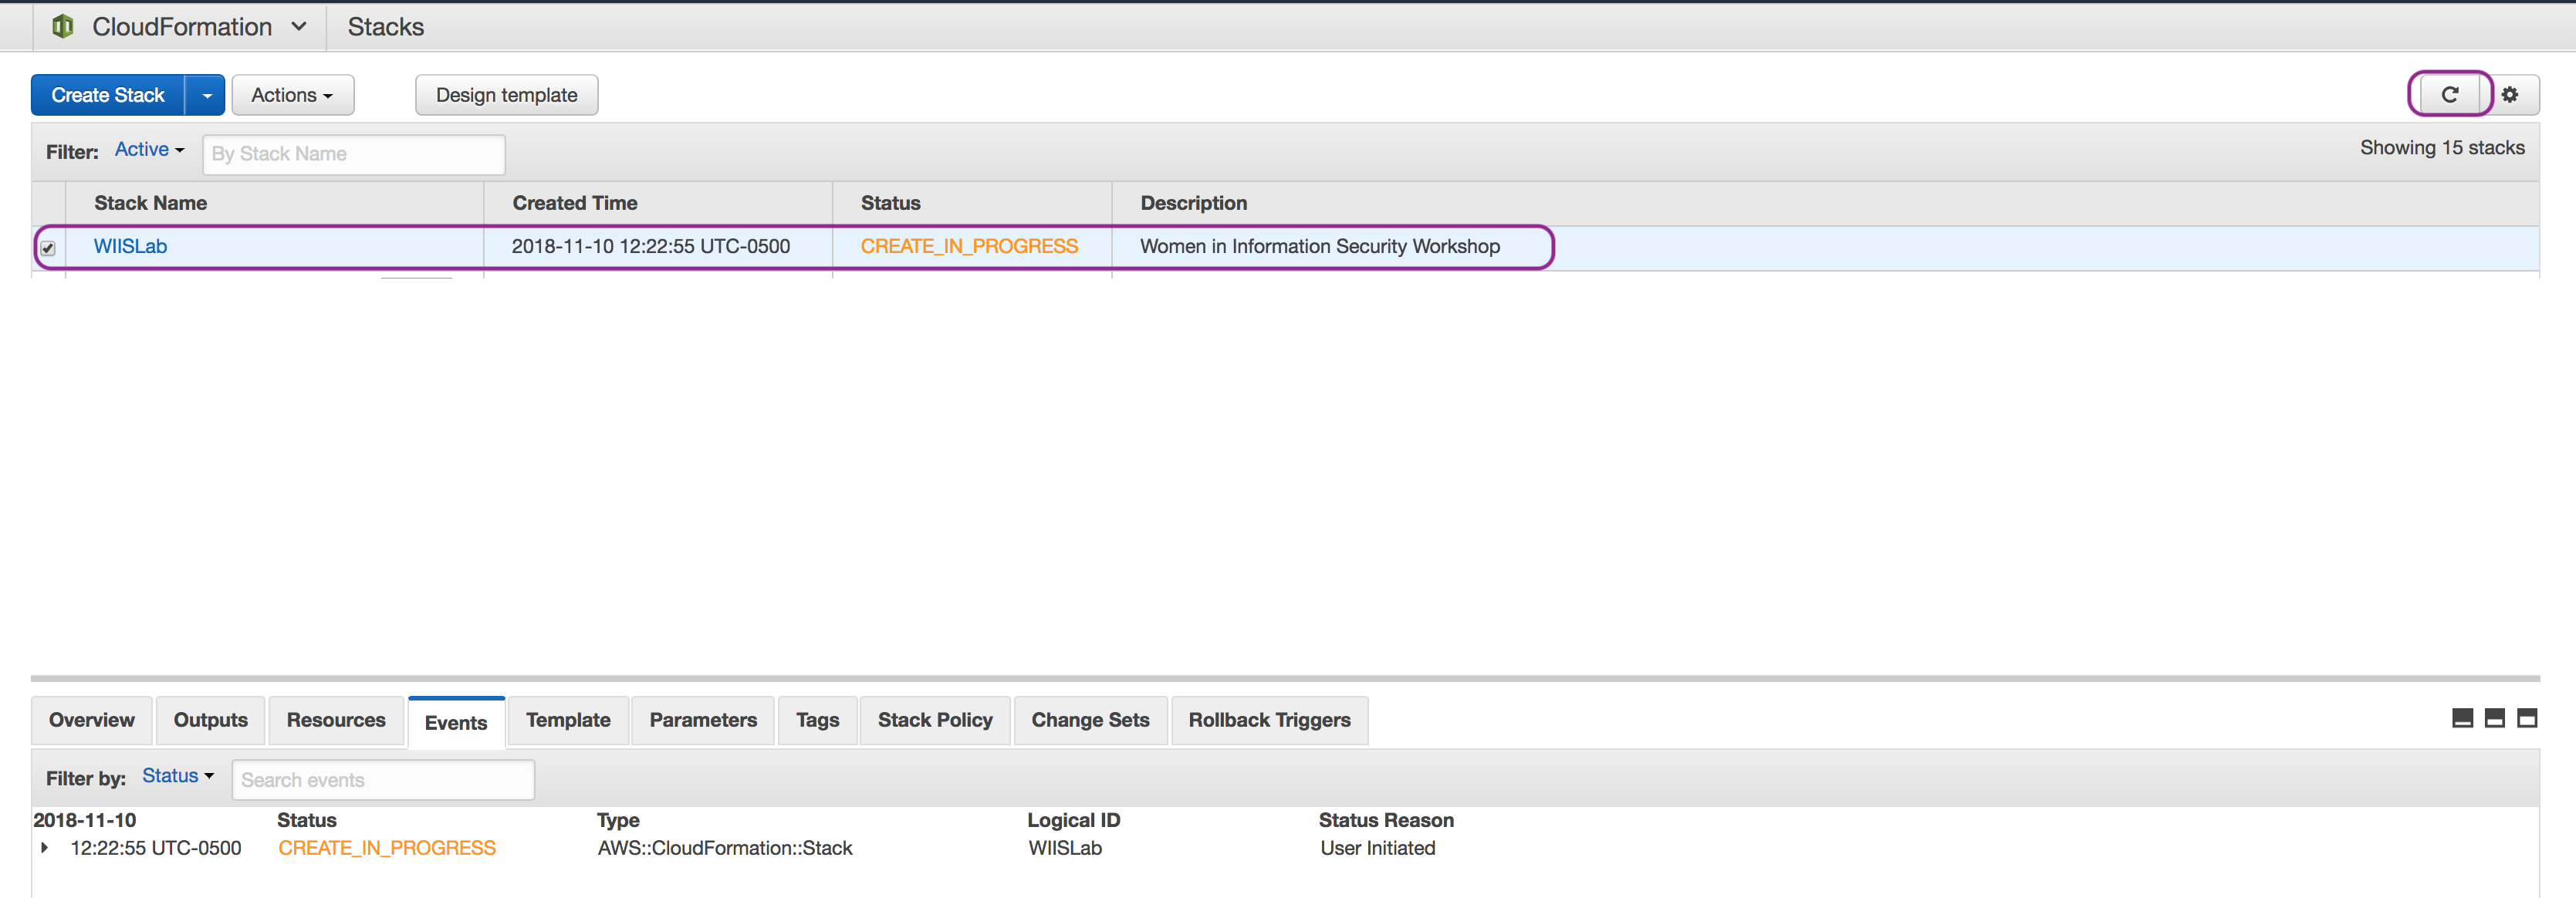 CloudFormation Stacks
Create Stack Actions Design template
Filter: Active By Stack Name Showing 15 stacks
Stack Name Created Time Status Description
WIISLab 2018-11-10 12:22:55 UTC-0500 CREATE_IN_PROGRESS Women in Information Security Workshop
Overview Outputs Resources Events Template Parameters Tags Stack Policy Change Sets Rollback Triggers
Filter by: Status Search events
2018-11-10 Status Type Logical ID Status Reason
12:22:55 UTC-0500 CREATE_IN_PROGRESS AWS::CloudFormation::Stack WIISLab User Initiated